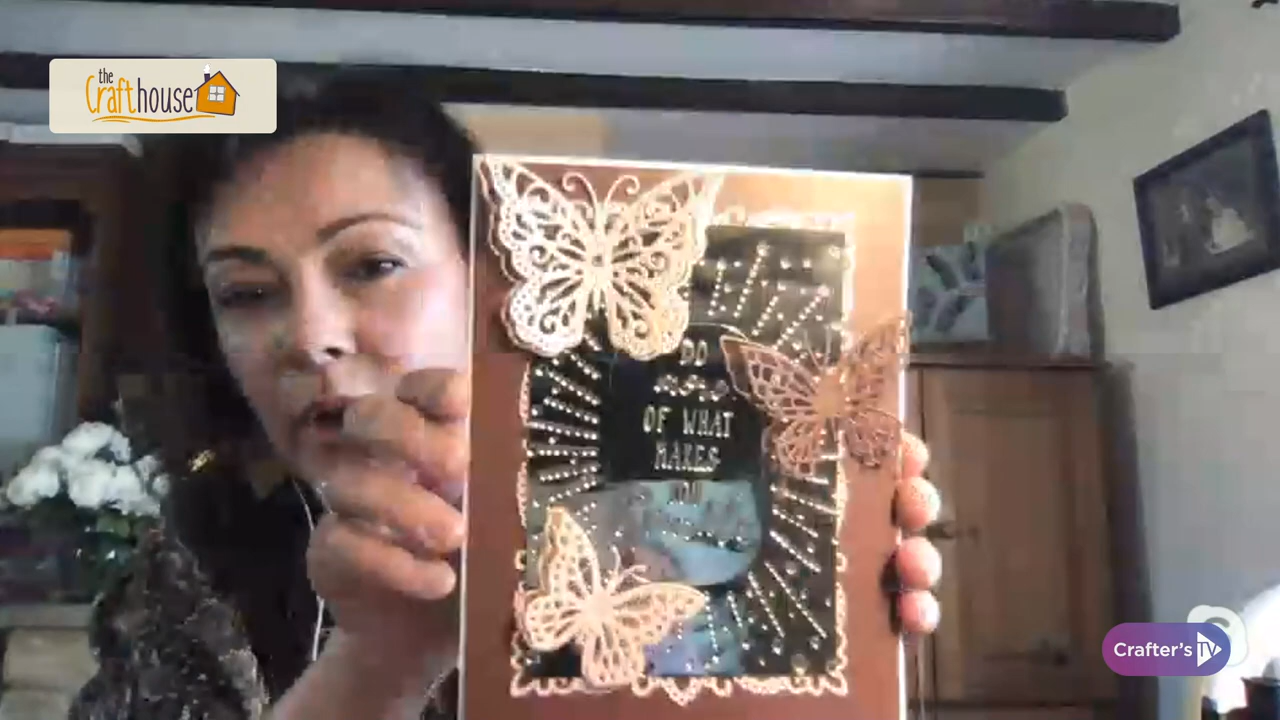 the
Crafthouse
DO
OF WHAT
MAKES
Crafter's TV